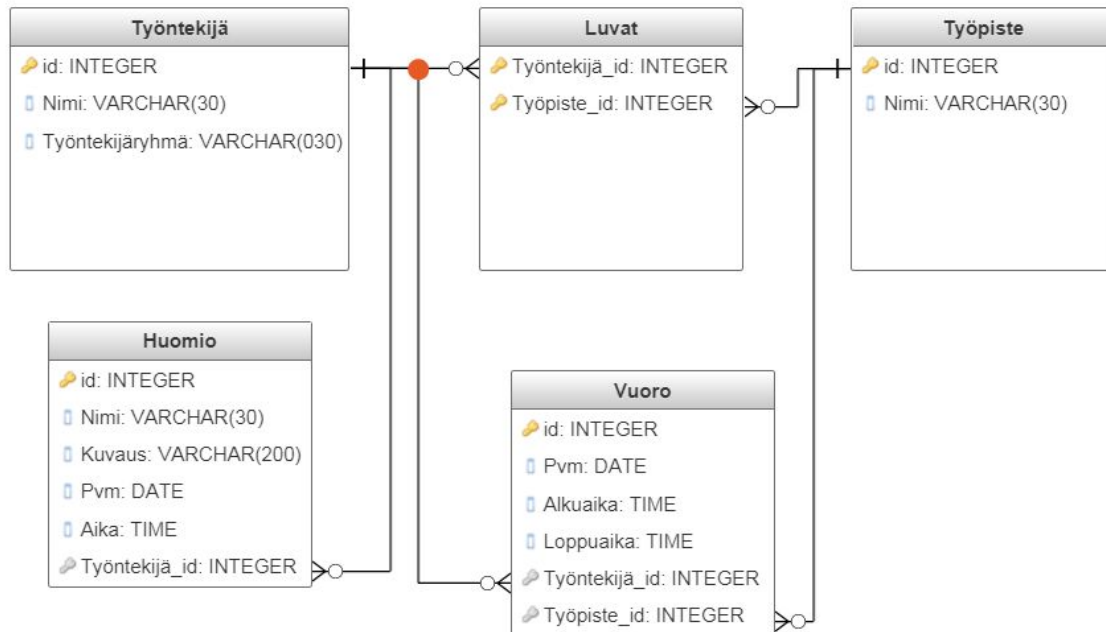 Työntekijä
id: INTEGER
Nimi: VARCHAR(30)
Työntekijäryhmä: VARCHAR(030)
Luvat
Työntekijä_id: INTEGER
Työpiste_id: INTEGER
Työpiste
id: INTEGER
Nimi: VARCHAR(30)
Huomio
id: INTEGER
Nimi: VARCHAR(30)
Kuvaus: VARCHAR(200)
Pvm: DATE
Aika: TIME
Työntekijä_id: INTEGER
Vuoro
id: INTEGER
Pvm: DATE
Alkuaika: TIME
Loppuaika: TIME
Työntekijä_id: INTEGER
Työpiste_id: INTEGER